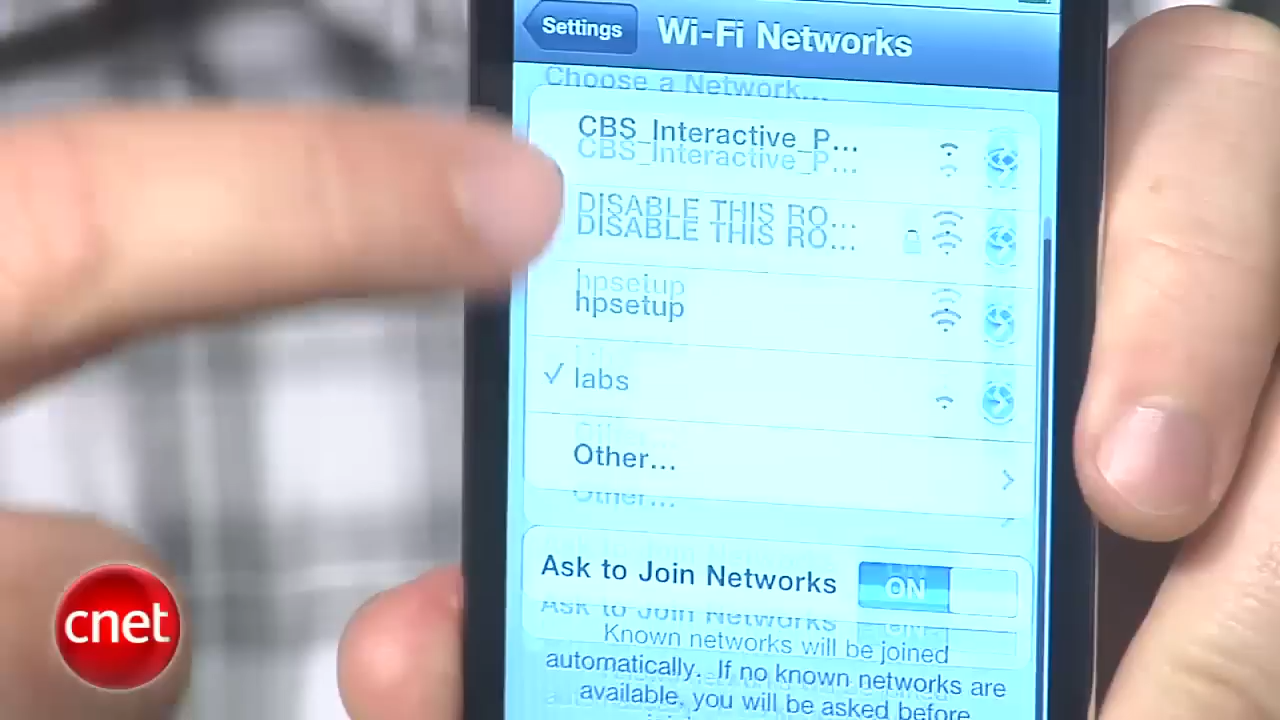 Settings
Wi-Fi Networks
Choose a Network...
CBS_Interactive_P...
DISABLE THIS RO...
hpsetup
labs
Other...
Ask to Join Networks
ON
Known networks will be joined
automatically. If no known networks are
available, you will be asked before
cnet